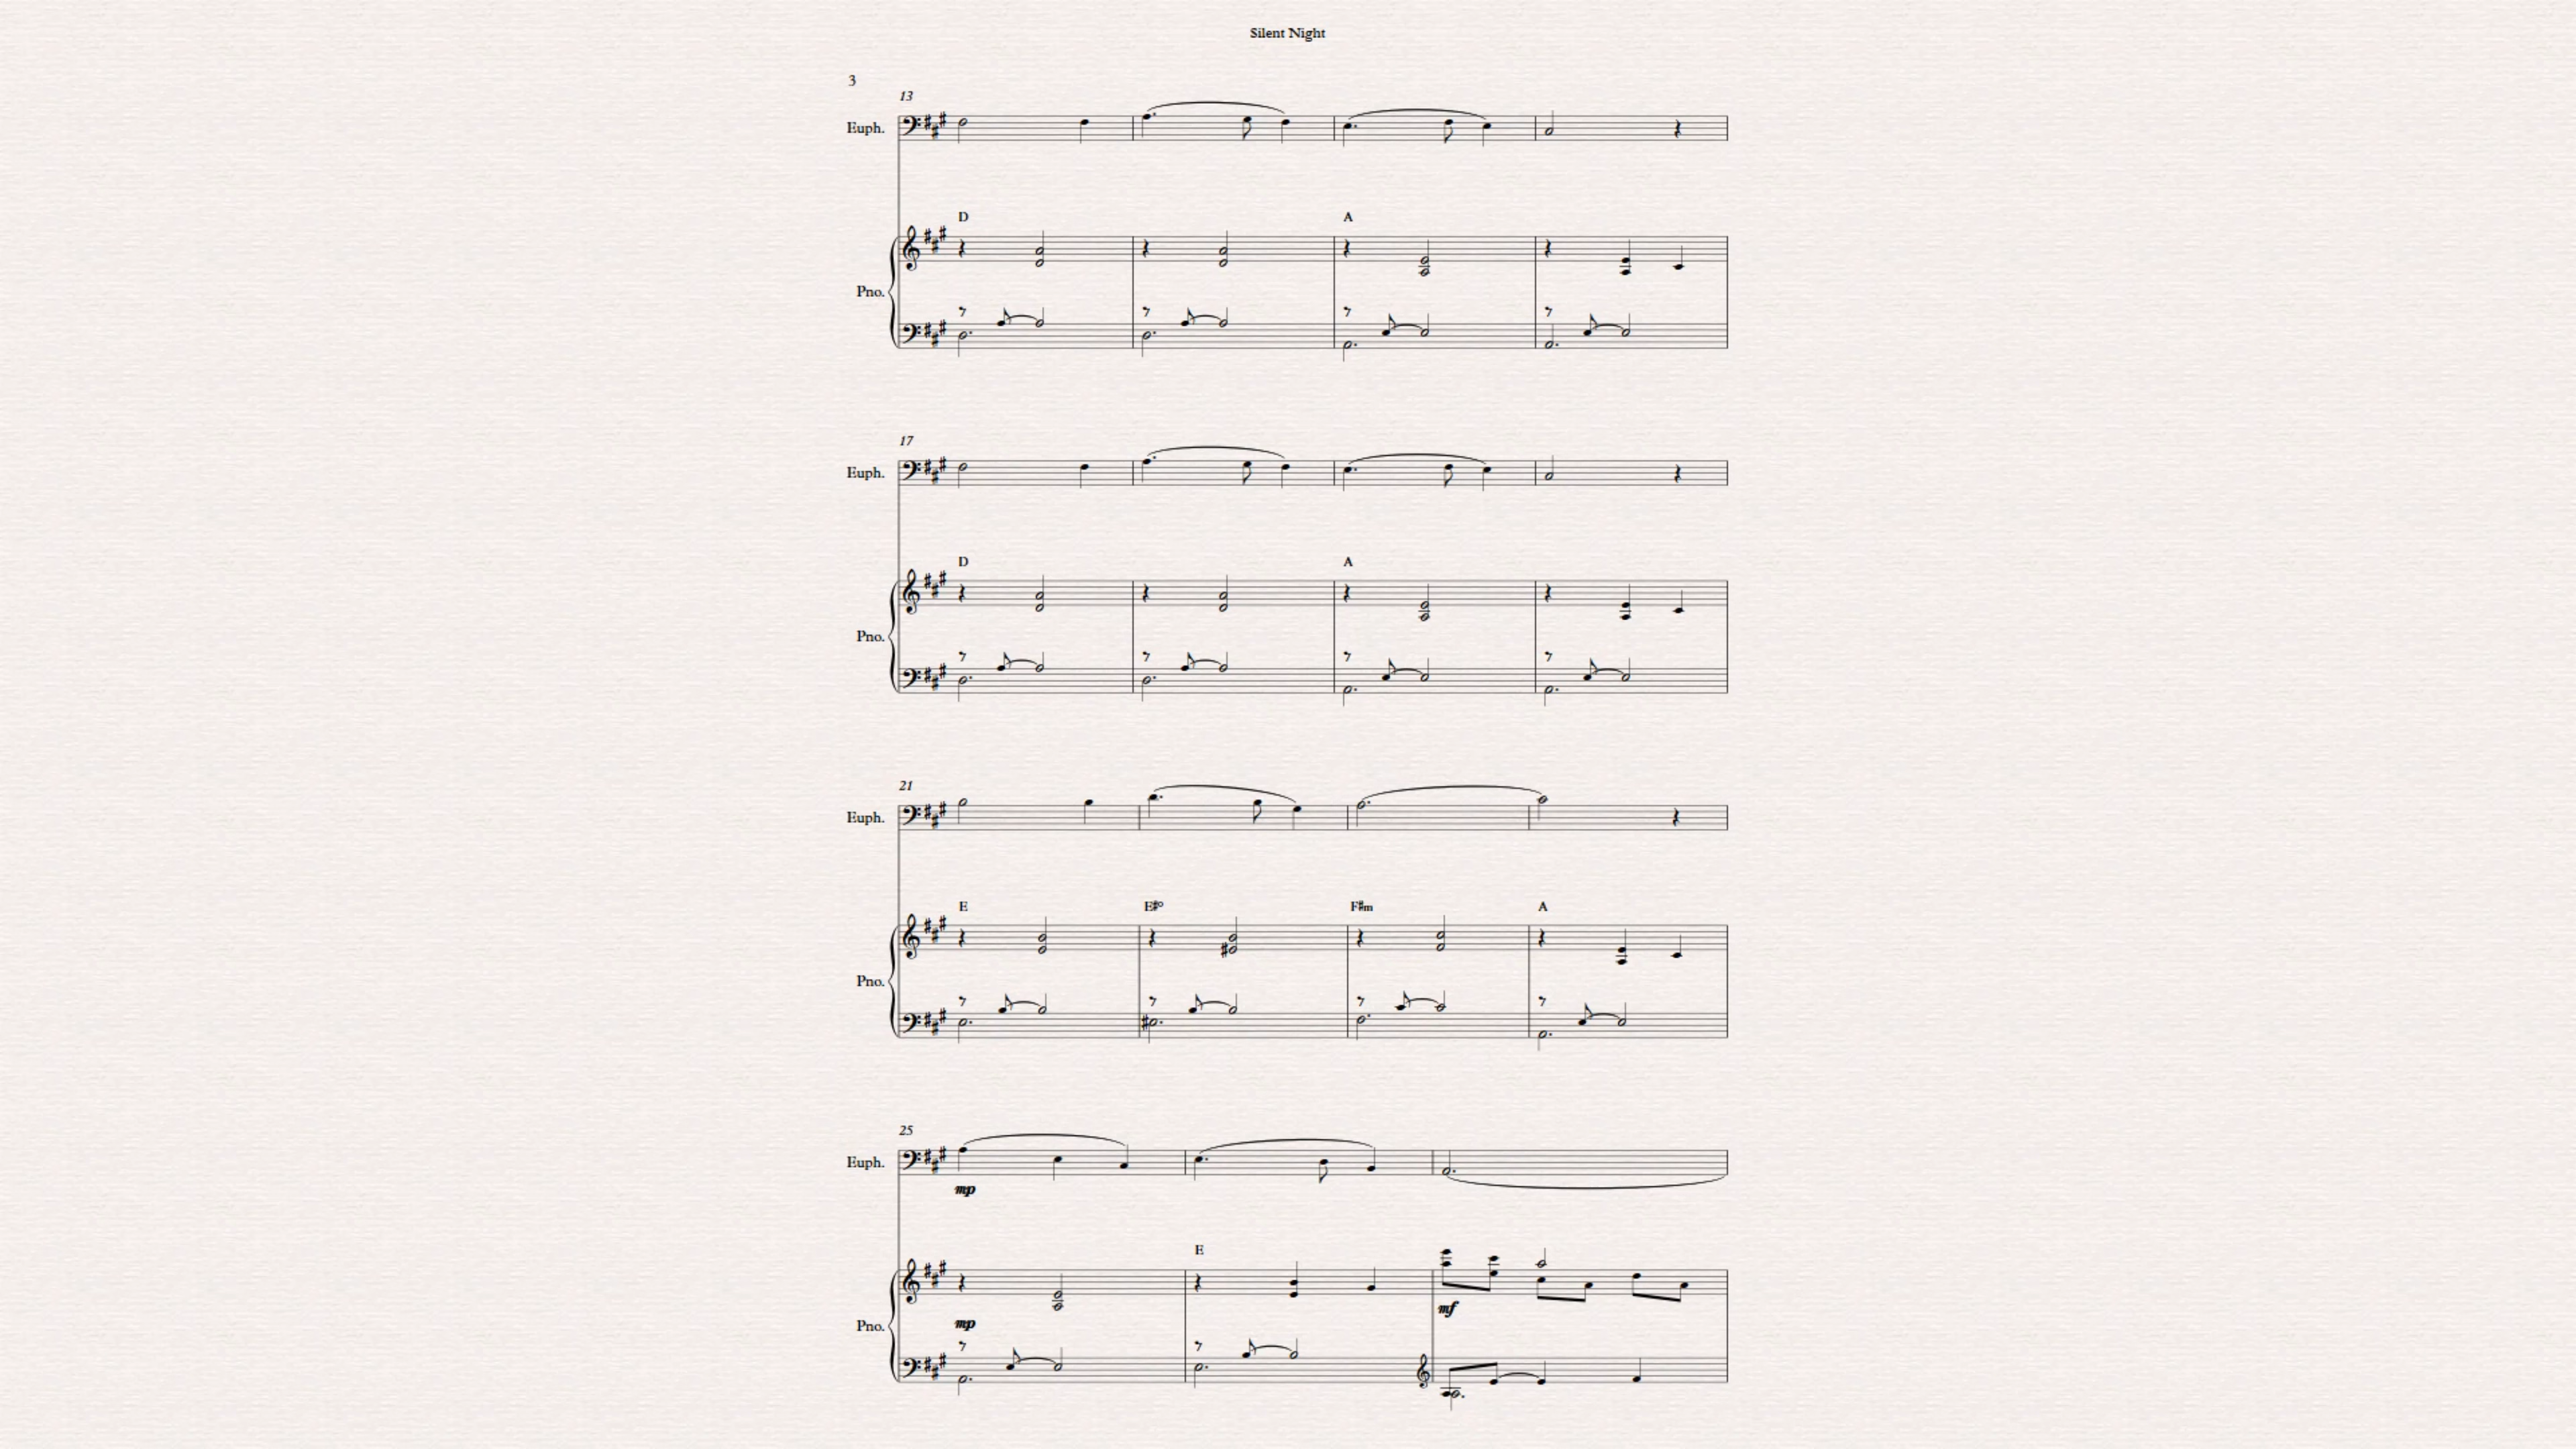 Silent Night
3
13
Euph.
D A
Pno.
17
Euph.
D A
Pno.
21
Euph.
E E#° F#m A
Pno.
25
Euph.
mp
E
mf
mp
Pno.